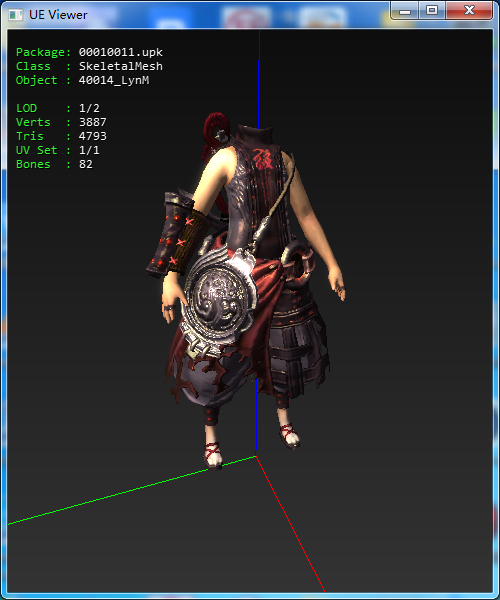 UE Viewer
Package: 00010011.upk
Class : SkeletalMesh
Object : 40014_LynM
LOD : 1/2
Verts : 3887
Tris : 4793
UV Set : 1/1
Bones : 82